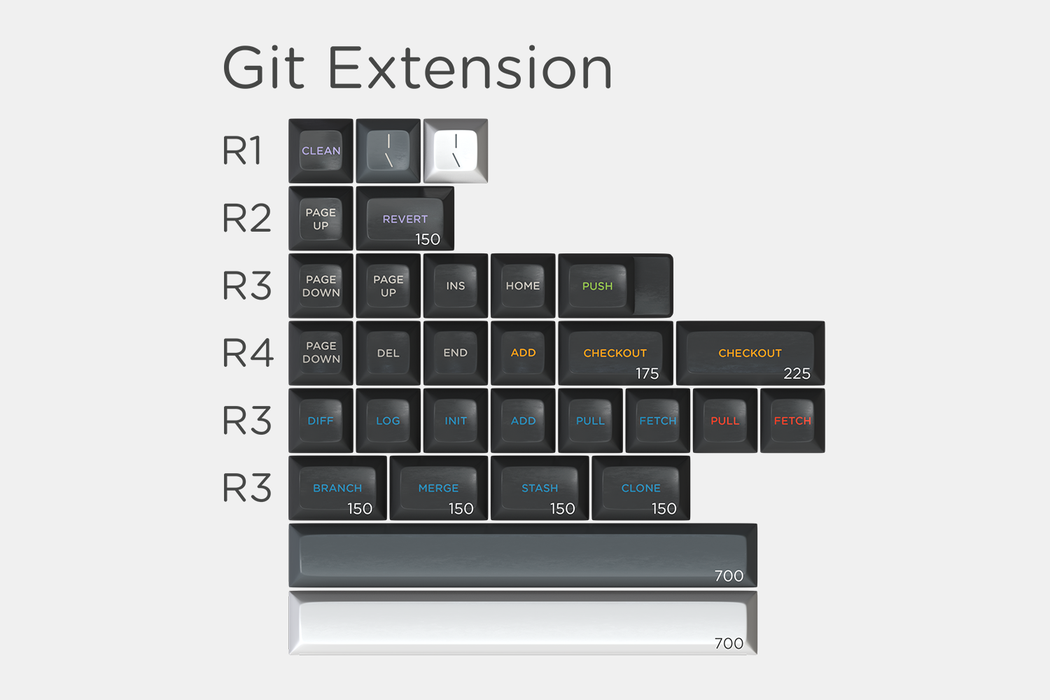 Git Extension
R1 CLEAN | \ | \
R2 PAGE UP REVERT 150
R3 PAGE DOWN PAGE UP INS HOME PUSH
R4 PAGE DOWN DEL END ADD CHECKOUT 175 CHECKOUT 225
R3 DIFF LOG INIT ADD PULL FETCH PULL FETCH
R3 BRANCH 150 MERGE 150 STASH 150 CLONE 150
700
700